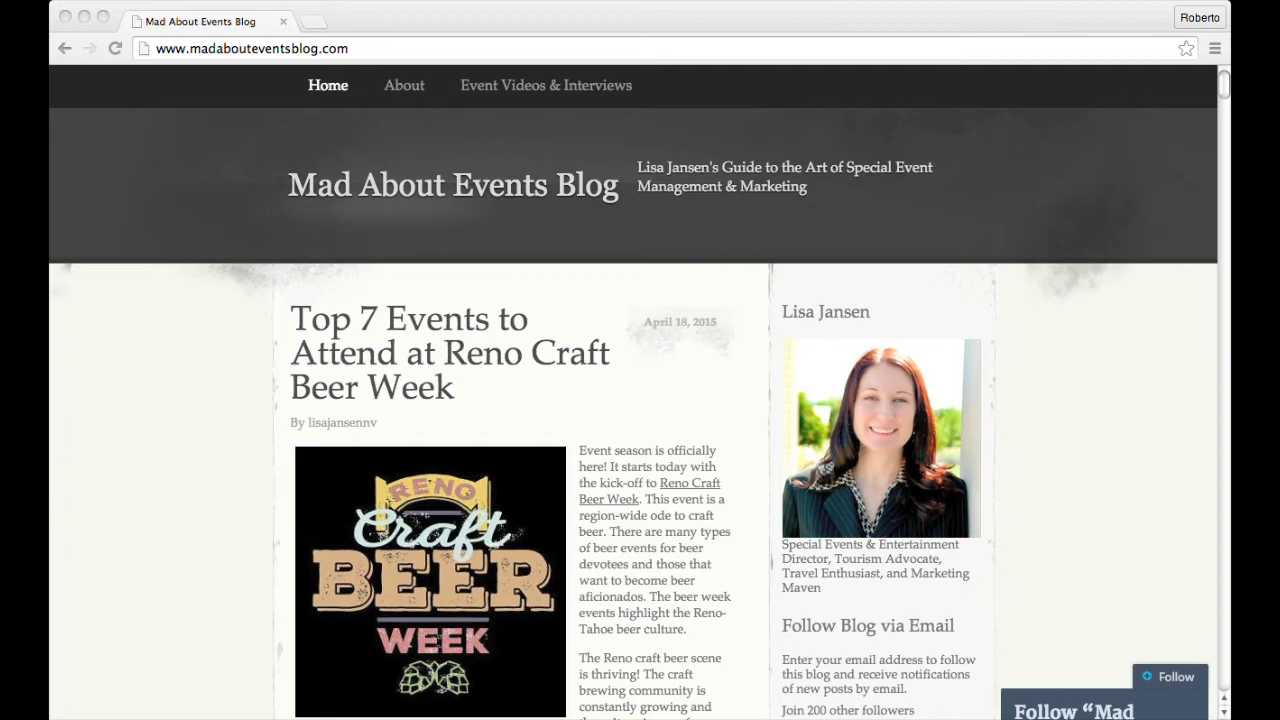 Mad About Events Blog
Roberto
www.madabouteventsblog.com
Home About Event Videos & Interviews
Mad About Events Blog
Lisa Jansen's Guide to the Art of Special Event
Management & Marketing
Top 7 Events to
Attend at Reno Craft
Beer Week
April 18, 2015
By lisajansennv
RENO
Craft
BEER
WEEK
Event season is officially
here! It starts today with
the kick-off to Reno Craft
Beer Week. This event is a
region-wide ode to craft
beer. There are many types
of beer events for beer
devotees and those that
want to become beer
aficionados. The beer week
events highlight the Reno-
Tahoe beer culture.
The Reno craft beer scene
is thriving! The craft
brewing community is
constantly growing and
Lisa Jansen
Special Events & Entertainment
Director, Tourism Advocate,
Travel Enthusiast, and Marketing
Maven
Follow Blog via Email
Enter your email address to follow
this blog and receive notifications
of new posts by email.
Join 200 other followers
Follow
Follow “Mad